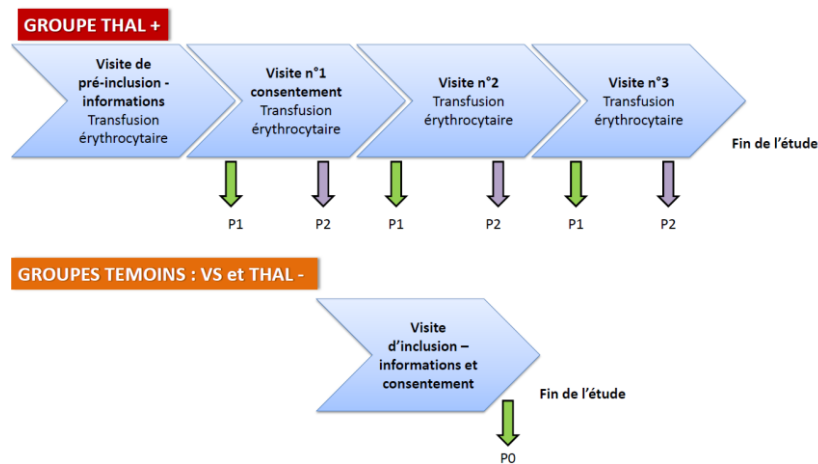 GROUPE THAL +
Visite de
pré-inclusion -
informations
Transfusion
érythrocytaire
Visite n°1
consentement
Transfusion
érythrocytaire
Visite n°2
Transfusion
érythrocytaire
Visite n°3
Transfusion
érythrocytaire
Fin de l'étude
P1
P2
P1
P2
P1
P2
GROUPES TEMOINS : VS et THAL -
Visite
d'inclusion –
informations et
consentement
Fin de l'étude
P0